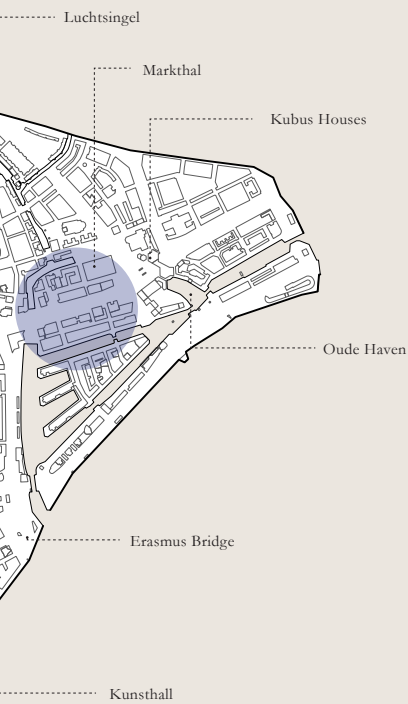 Luchtsingel
Markthal
Kubus Houses
Oude Haven
Erasmus Bridge
Kunsthall